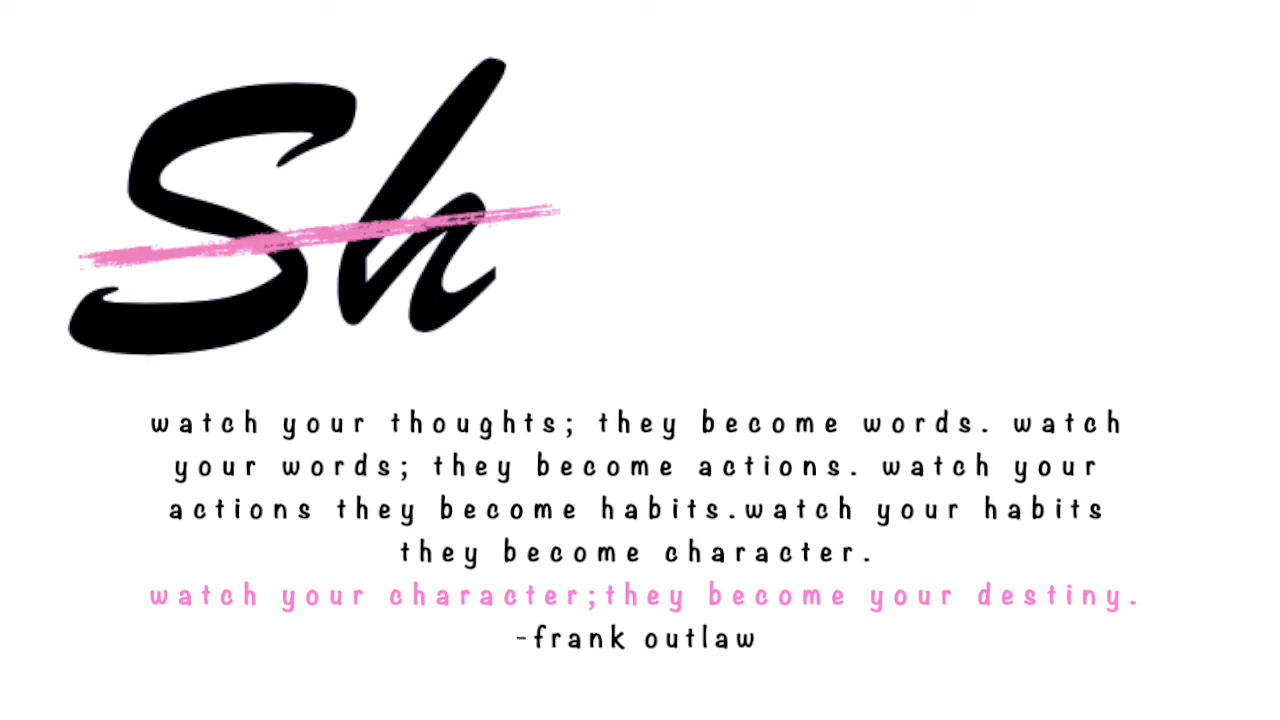 Sh
watch your thoughts; they become words. watch
your words; they become actions. watch your
actions they become habits.watch your habits
they become character.
watch your character;they become your destiny.
-frank outlaw